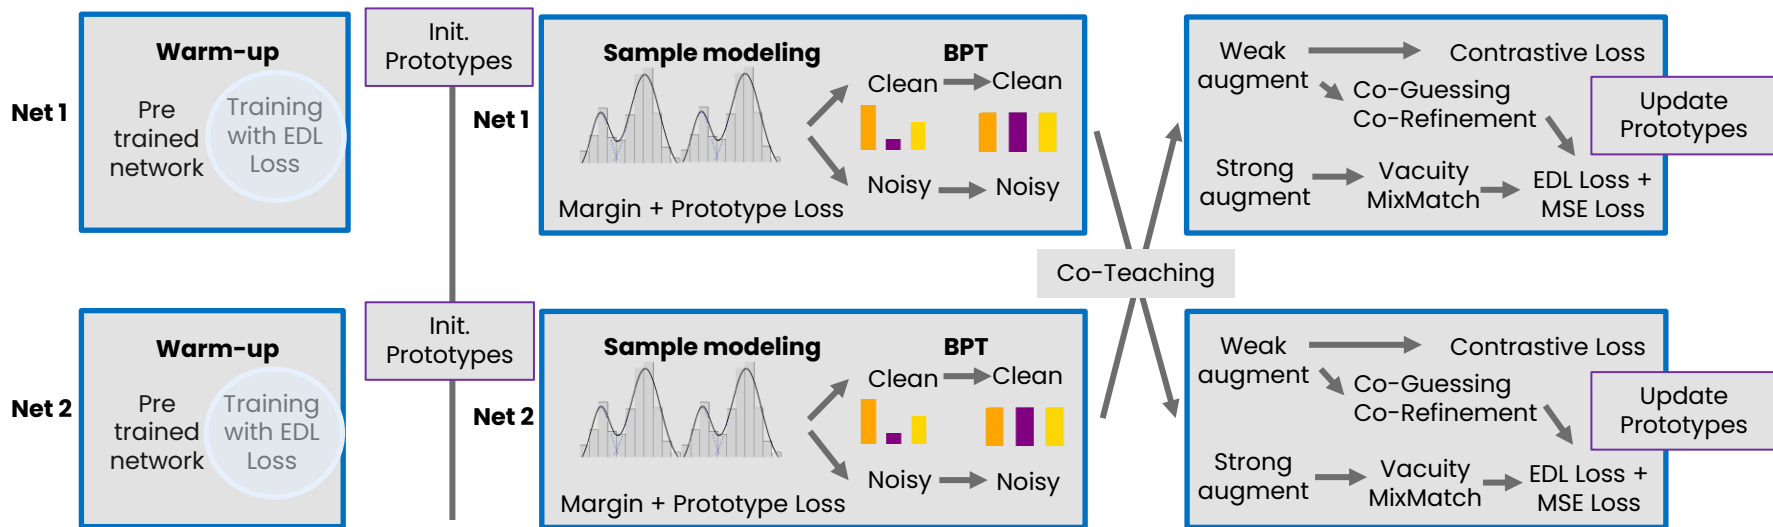 Net 1
Warm-up
Pre
trained
network
Training
with EDL
Loss
Init.
Prototypes
Net 1
Sample modeling
BPT
Clean
Clean
Noisy
Noisy
Margin + Prototype Loss
Weak
augment
Contrastive Loss
Co-Guessing
Co-Refinement
Strong
augment
Vacuity
MixMatch
EDL Loss +
MSE Loss
Update
Prototypes
Co-Teaching
Net 2
Warm-up
Pre
trained
network
Training
with EDL
Loss
Init.
Prototypes
Net 2
Sample modeling
BPT
Clean
Clean
Noisy
Noisy
Margin + Prototype Loss
Weak
augment
Contrastive Loss
Co-Guessing
Co-Refinement
Strong
augment
Vacuity
MixMatch
EDL Loss +
MSE Loss
Update
Prototypes